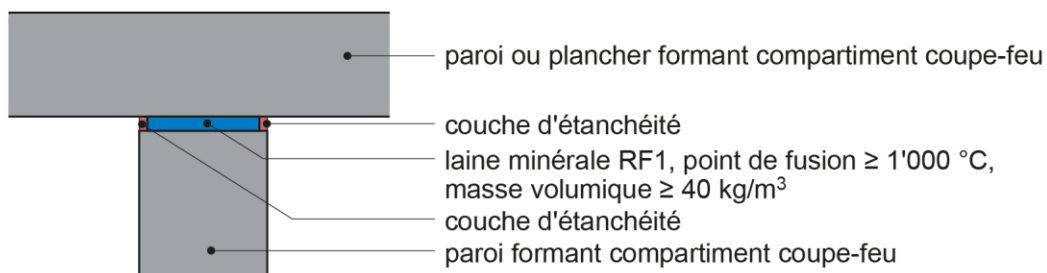 paroi ou plancher formant compartiment coupe-feu
couche d'étanchéité
laine minérale RF1, point de fusion ≥ 1'000 °C,
masse volumique ≥ 40 kg/m³
couche d'étanchéité
paroi formant compartiment coupe-feu